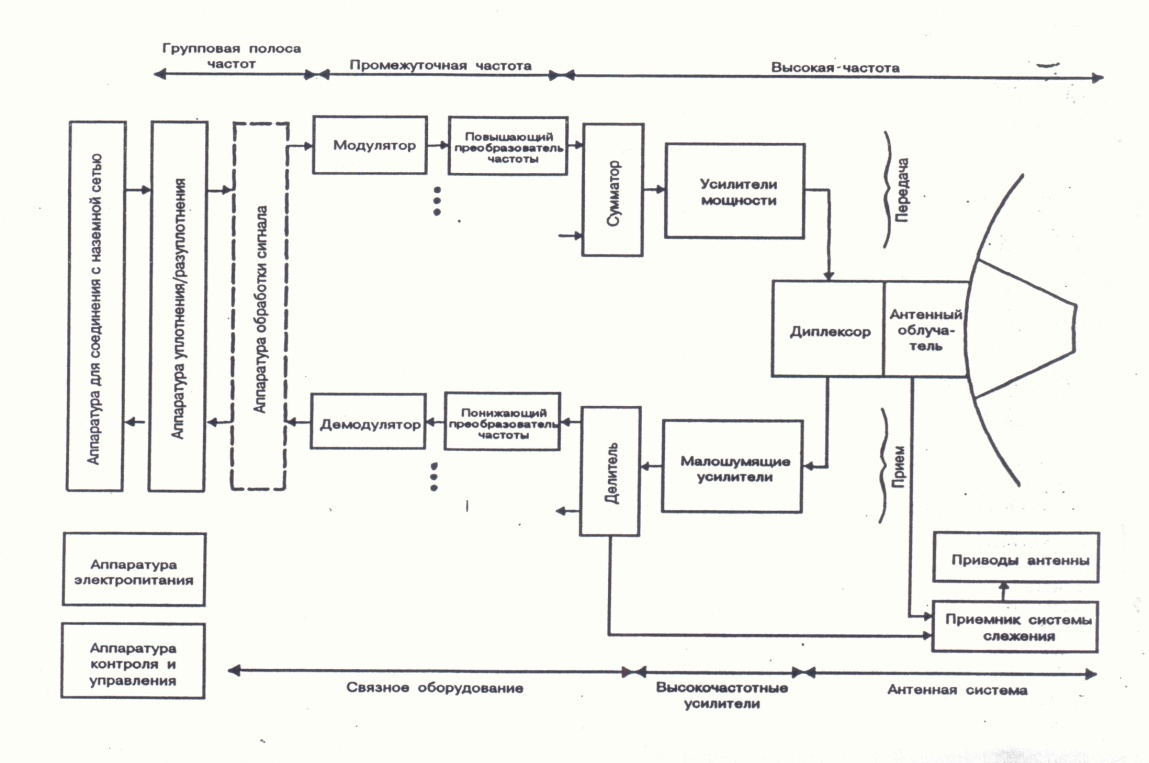 Групповая полоса
частот
Промежуточная частота
Высокая частота
Аппаратура для соединения с наземной сетью
Аппаратура уплотнения/разуплотнения
Аппаратура обработки сигнала
Модулятор
Повышающий
преобразователь
частоты
Сумматор
Усилители
мощности
Передача
Диплексор
Антенный
облуча-
тель
Демодулятор
Понижающий
преобразователь
частоты
Делитель
Малошумящие
усилители
Прием
Аппаратура
электропитания
Приводы антенны
Аппаратура
контроля и
управления
Приемник системы
слежения
Связное оборудование
Высокочастотные
усилители
Антенная система